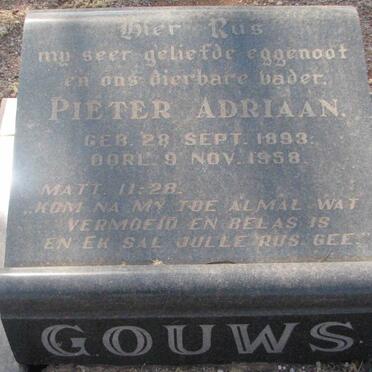 Hier Rus
my seer geliefde eggenoot
en ons dierbare vader.
PIETER ADRIAAN.
GEB. 28 SEPT. 1893.
OORL. 9 NOV. 1958.
MATT. 11:28.
„KOM NA MY TOE ALMAL WAT
VERMOEID EN BELAS IS
EN EK SAL JULLE RUS GEE.”
GOUWS